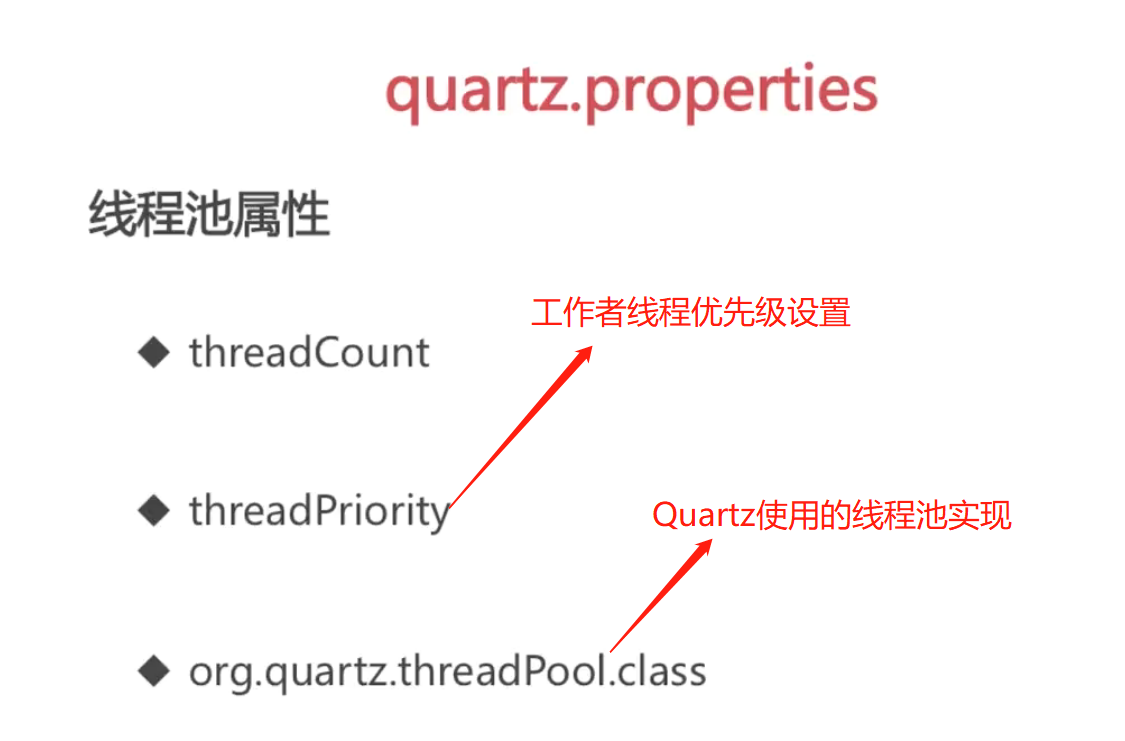 quartz.properties
线程池属性
工作者线程优先级设置
◆ threadCount
◆ threadPriority
Quartz使用的线程池实现
◆ org.quartz.threadPool.class